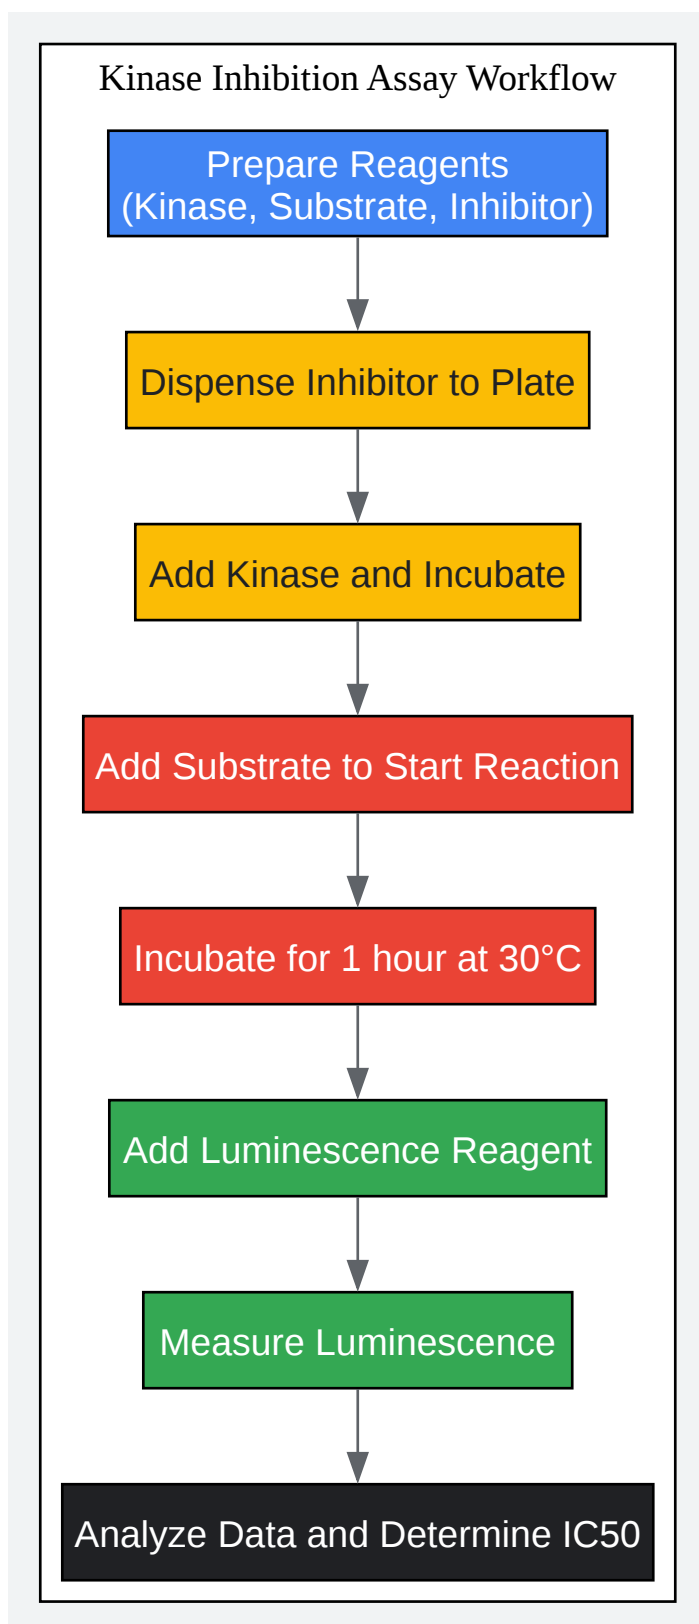 Kinase Inhibition Assay Workflow
Prepare Reagents
(Kinase, Substrate, Inhibitor)
Dispense Inhibitor to Plate
Add Kinase and Incubate
Add Substrate to Start Reaction
Incubate for 1 hour at 30°C
Add Luminescence Reagent
Measure Luminescence
Analyze Data and Determine IC50